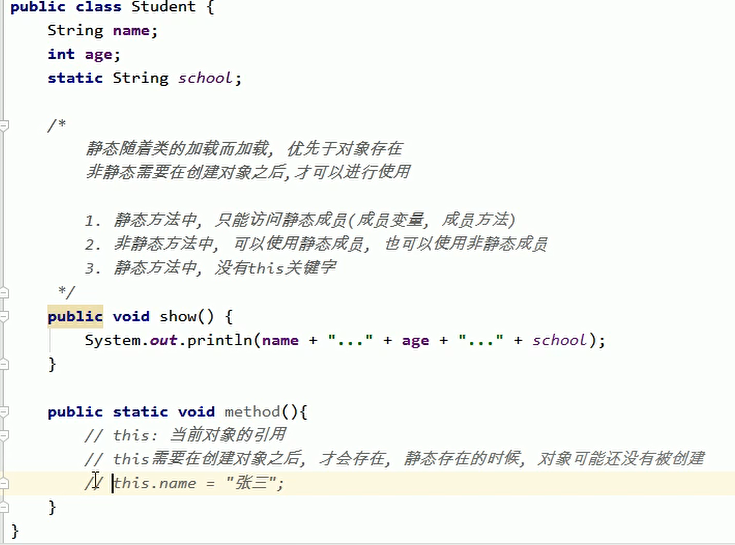 public class Student {
String name;
int age;
static String school;
/*
静态随着类的加载而加载, 优先于对象存在
非静态需要在创建对象之后,才可以进行使用
1. 静态方法中, 只能访问静态成员(成员变量, 成员方法)
2. 非静态方法中, 可以使用静态成员, 也可以使用非静态成员
3. 静态方法中, 没有this关键字
*/
public void show() {
System.out.println(name + "..." + age + "..." + school);
}
public static void method(){
// this: 当前对象的引用
// this需要在创建对象之后, 才会存在, 静态存在的时候, 对象可能还没有被创建
// this.name = "张三";
}
}